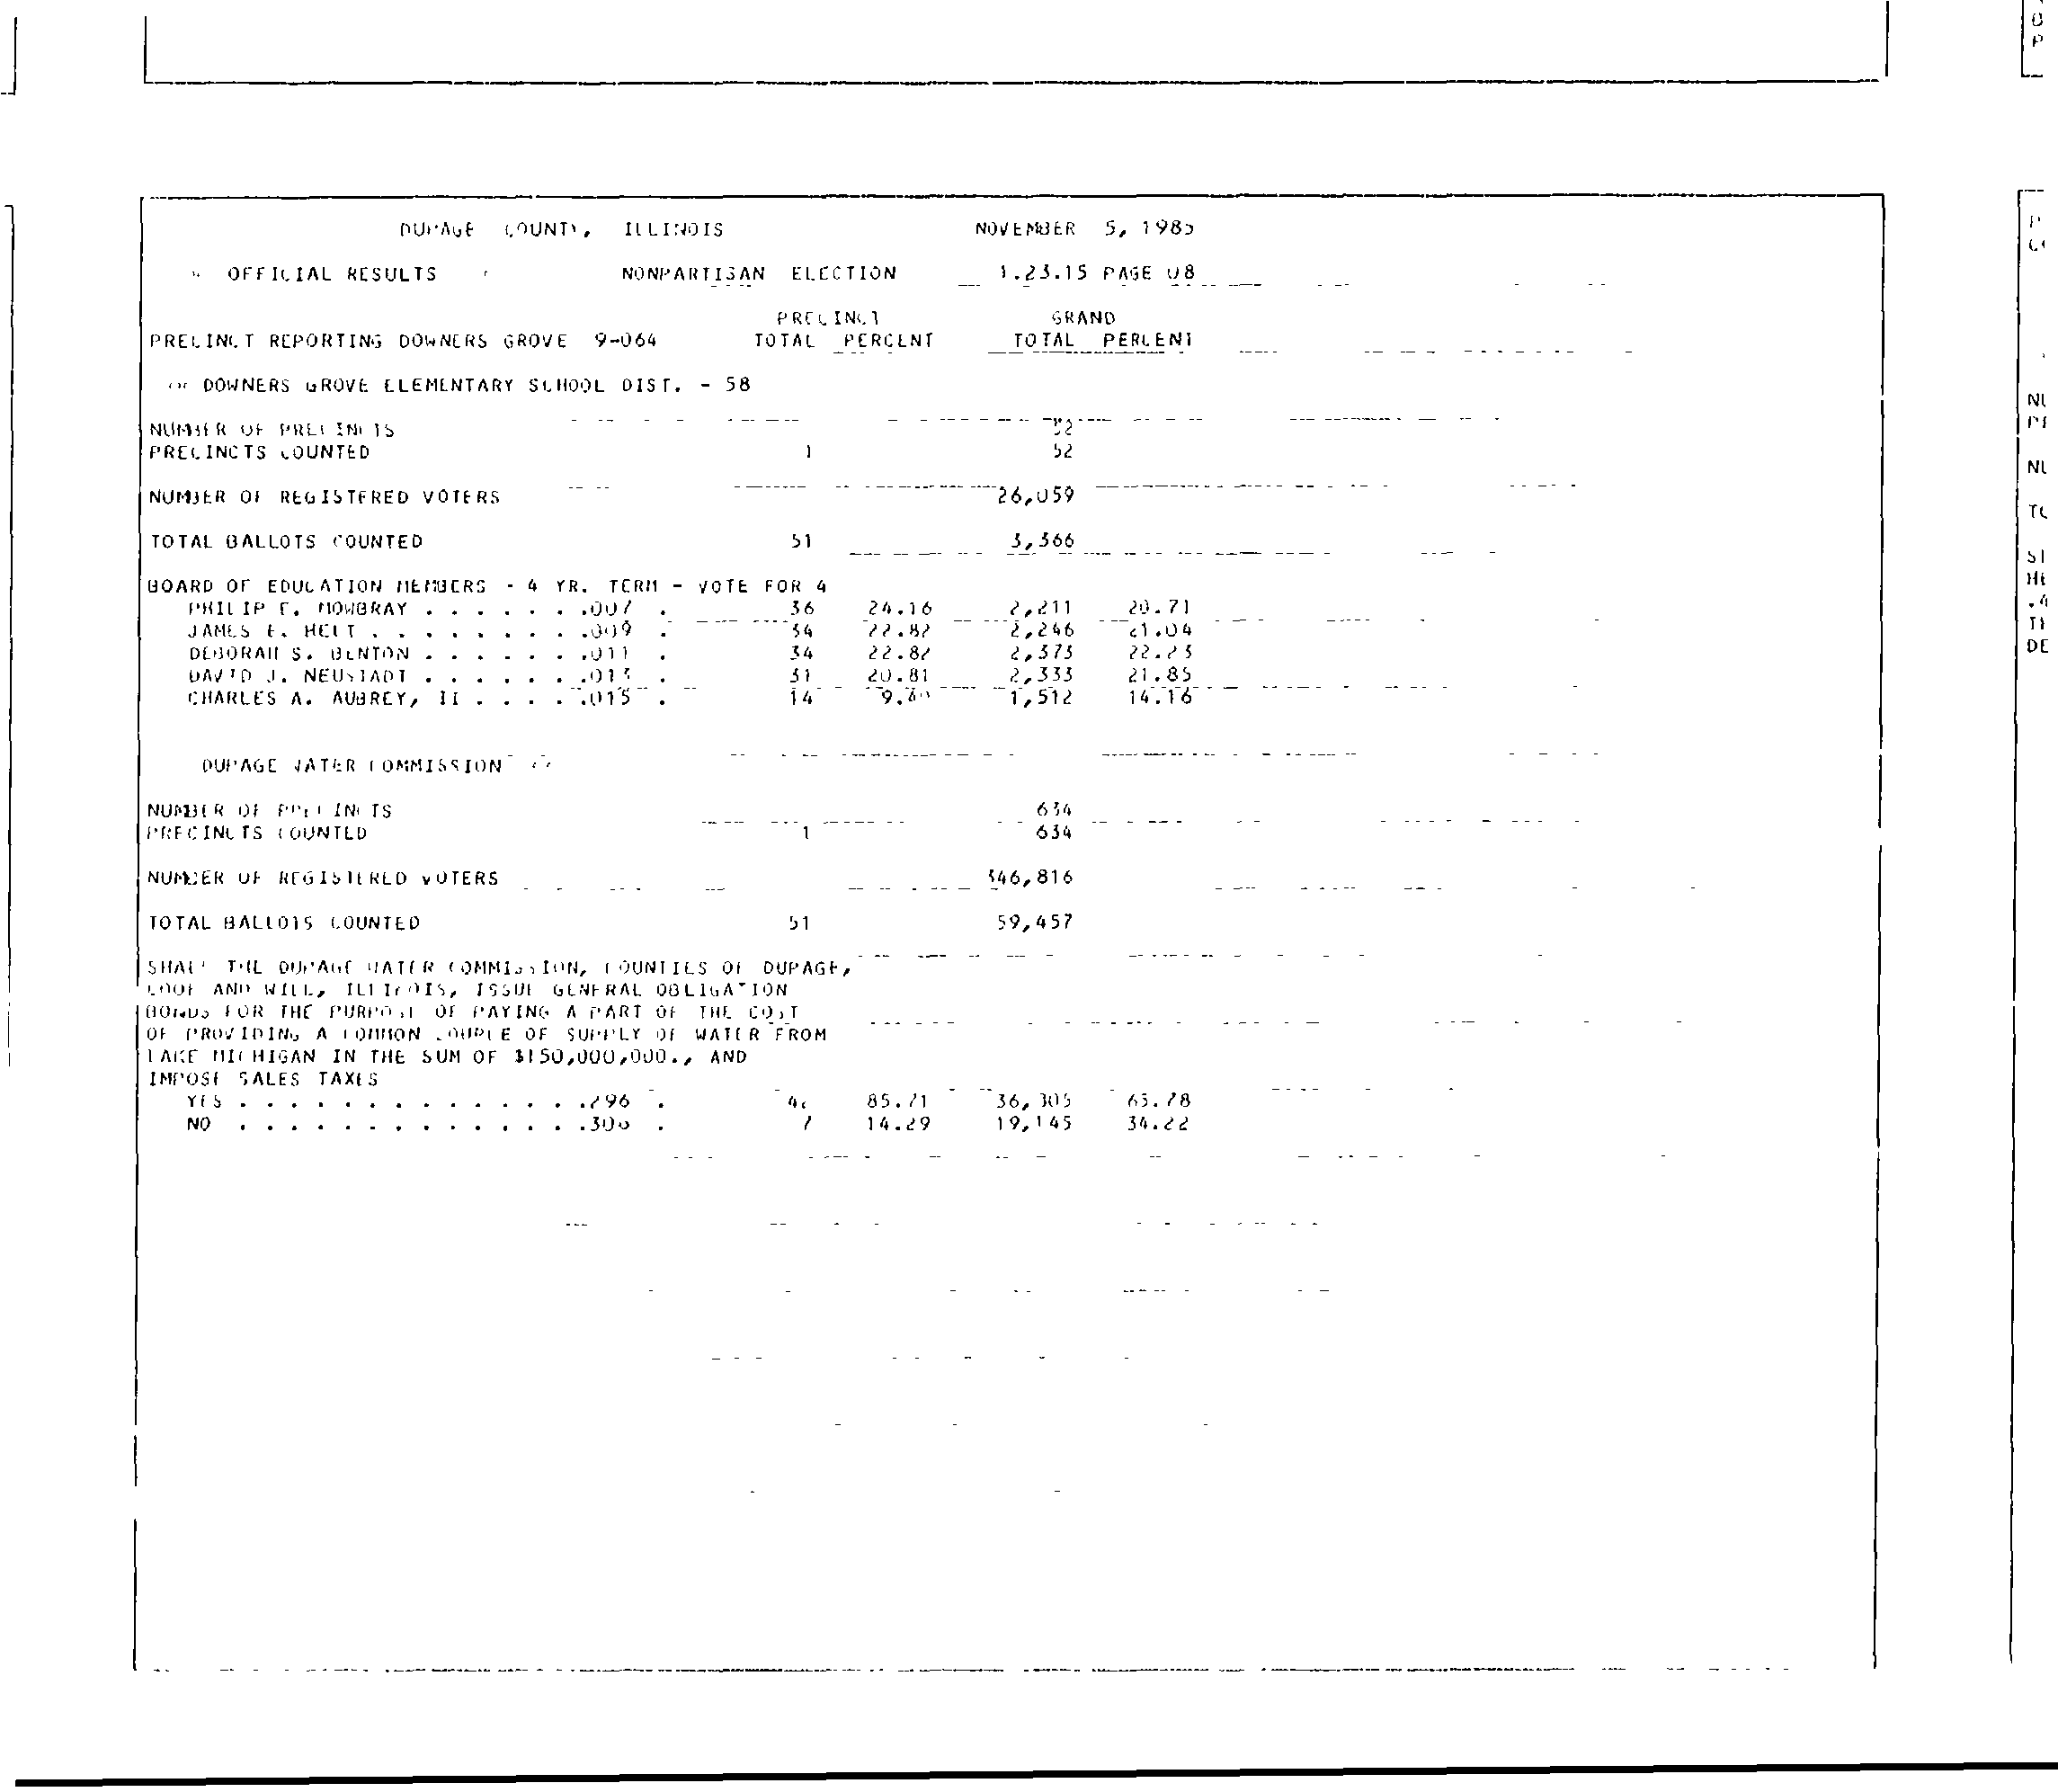 DUPAGE COUNTY, ILLINOIS NOVEMBER 5, 1985
OFFICIAL RESULTS NONPARTISAN ELECTION 1.23.15 PAGE 08
PRECINCT GRAND
PRECINCT REPORTING DOWNERS GROVE 9-064 TOTAL PERCENT TOTAL PERCENT
DOWNERS GROVE ELEMENTARY SCHOOL DIST. - 58
NUMBER OF PRECINCTS 52
PRECINCTS COUNTED 1 52
NUMBER OF REGISTERED VOTERS 26,059
TOTAL BALLOTS COUNTED 51 3,366
BOARD OF EDUCATION MEMBERS - 4 YR. TERM - VOTE FOR 4
PHILIP E. MOWBRAY . . . . . . .007 . 36 24.16 2,211 20.71
JAMES E. HELT . . . . . . . . .009 . 34 22.82 2,246 21.04
DEBORAH S. BENTON . . . . . . .011 . 34 22.82 2,373 22.23
DAVID J. NEUSTADT . . . . . . .013 . 31 20.81 2,333 21.85
CHARLES A. AUBREY, II . . . . .015 . 14 9.40 1,512 14.16
DUPAGE WATER COMMISSION
NUMBER OF PRECINCTS 634
PRECINCTS COUNTED 1 634
NUMBER OF REGISTERED VOTERS 346,816
TOTAL BALLOTS COUNTED 51 59,457
SHALL THE DUPAGE WATER COMMISSION, COUNTIES OF DUPAGE,
COOK AND WILL, ILLINOIS, ISSUE GENERAL OBLIGATION
BONDS FOR THE PURPOSE OF PAYING A PART OF THE COST
OF PROVIDING A COMMON SOURCE OF SUPPLY OF WATER FROM
LAKE MICHIGAN IN THE SUM OF $150,000,000., AND
IMPOSE SALES TAXES
YES . . . . . . . . . . . . . .296 . 42 85.71 36,305 65.78
NO . . . . . . . . . . . . . . 7 14.29 19,145 34.22